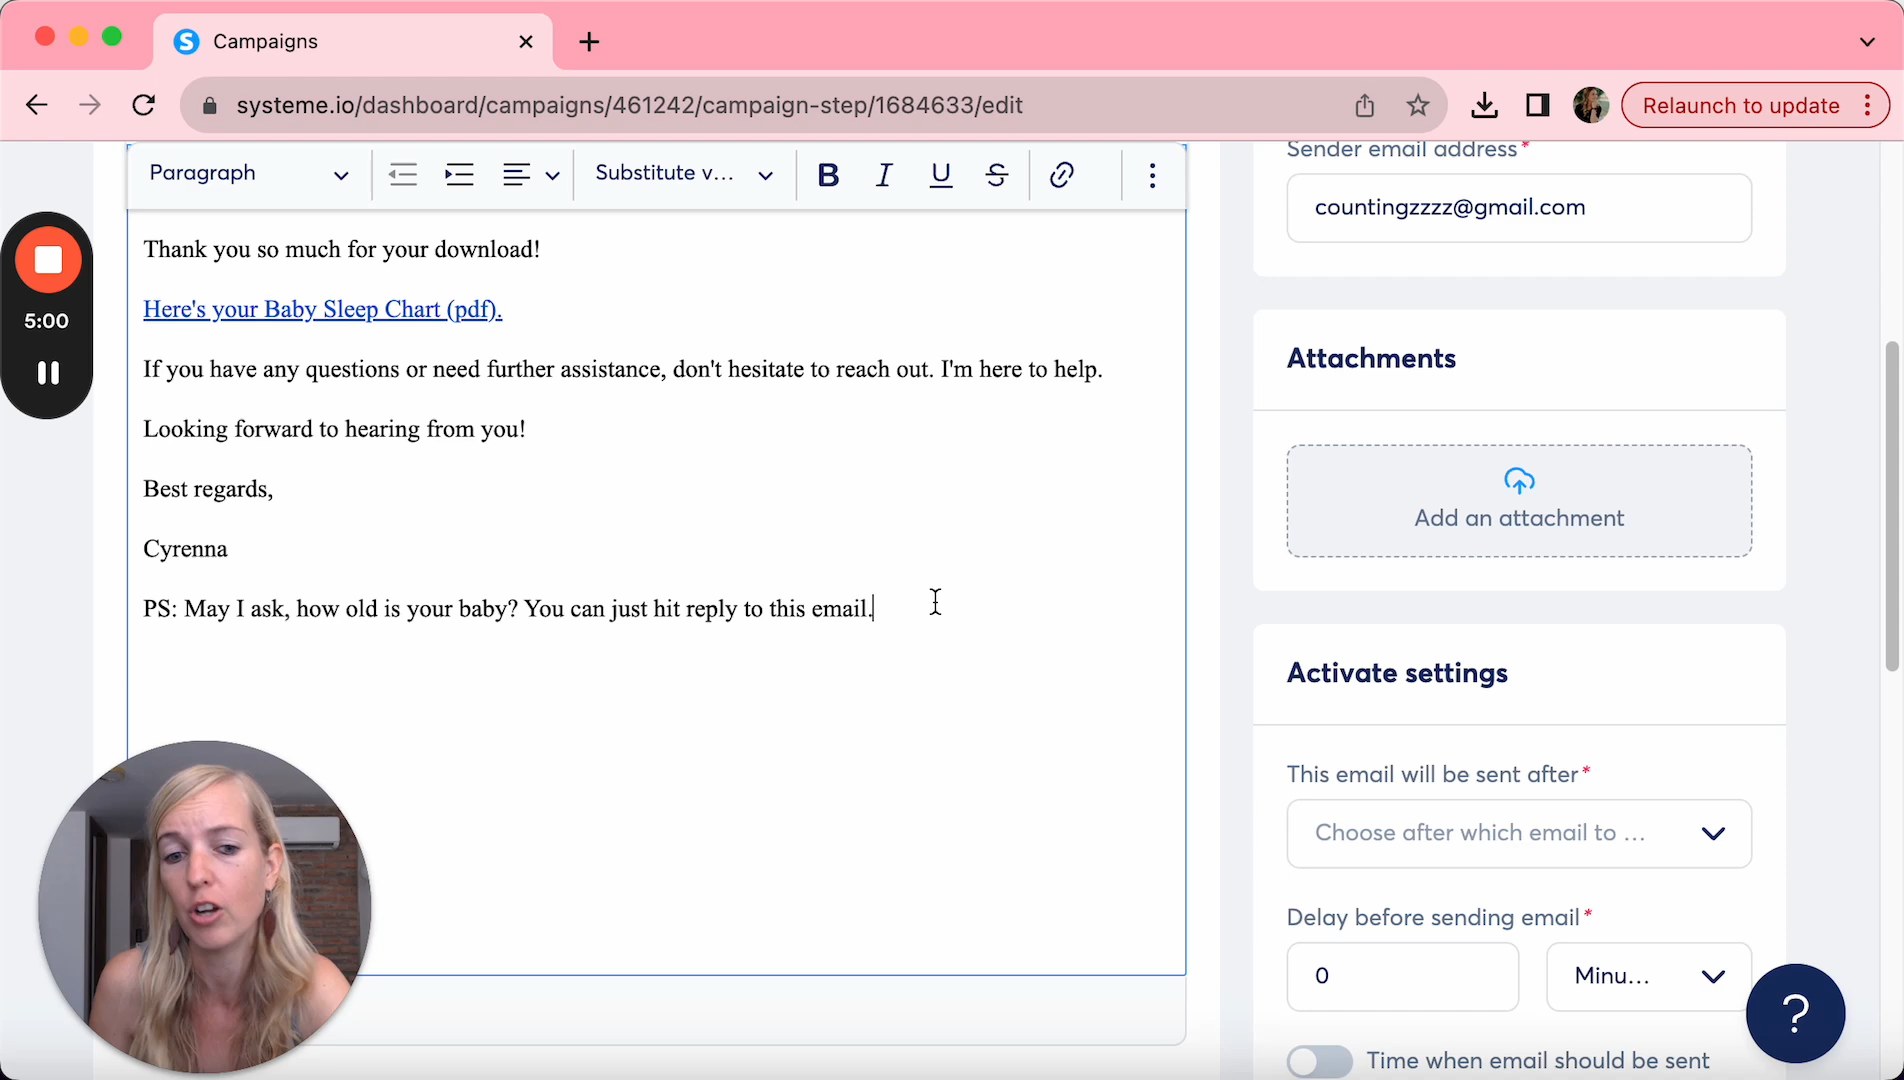 Campaigns
systeme.io/dashboard/campaigns/461242/campaign-step/1684633/edit
Relaunch to update
Paragraph
Substitute v...
B I U S
Sender email address*
countingzzzz@gmail.com
5:00
Thank you so much for your download!
Here's your Baby Sleep Chart (pdf).
If you have any questions or need further assistance, don't hesitate to reach out. I'm here to help.
Looking forward to hearing from you!
Best regards,
Cyrenna
PS: May I ask, how old is your baby? You can just hit reply to this email.
Attachments
Add an attachment
Activate settings
This email will be sent after*
Choose after which email to ...
Delay before sending email*
0
Minu...
?
Time when email should be sent